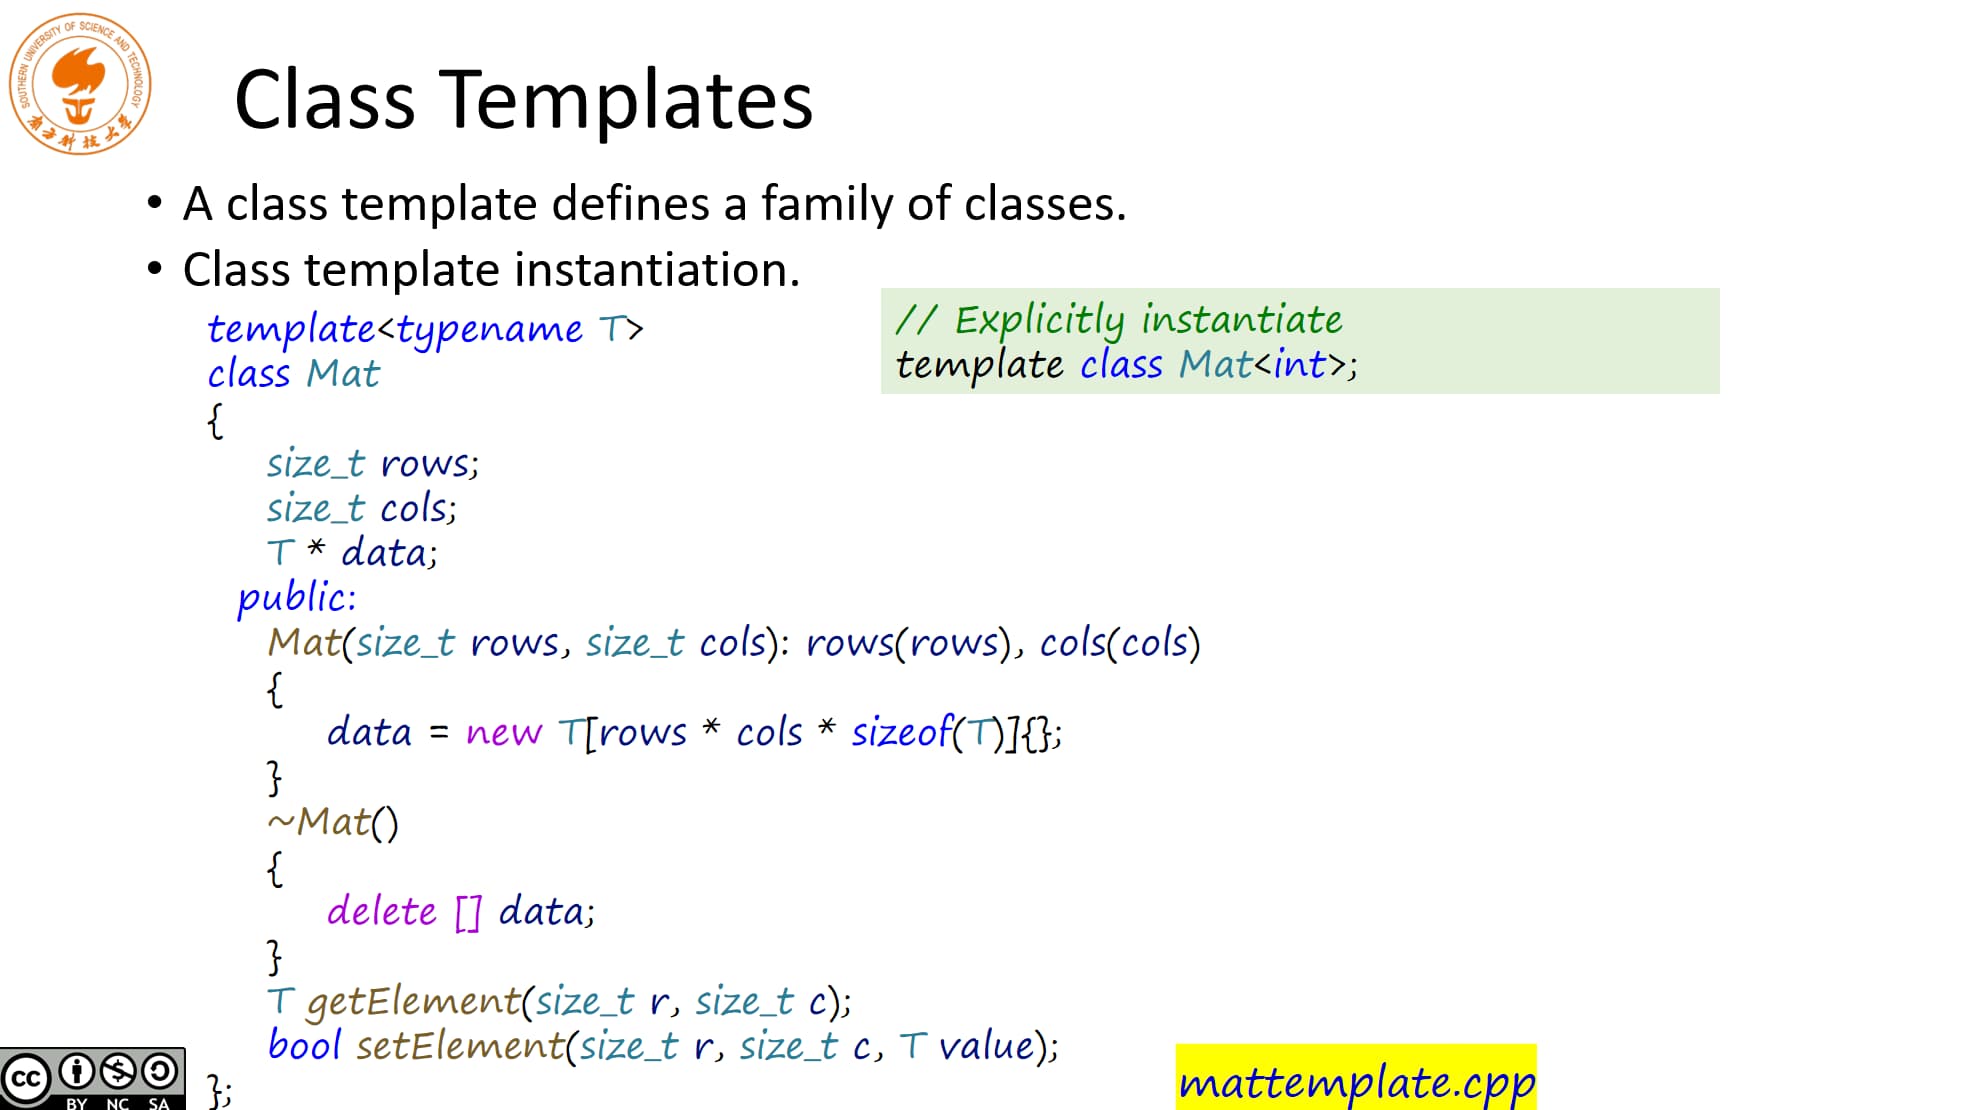 SOUTHERN UNIVERSITY OF SCIENCE AND TECHNOLOGY
南方科技大学
Class Templates
• A class template defines a family of classes.
• Class template instantiation.
template<typename T>
class Mat
{
size_t rows;
size_t cols;
T * data;
public:
Mat(size_t rows, size_t cols): rows(rows), cols(cols)
{
data = new T[rows * cols * sizeof(T)]{};
}
~Mat()
{
delete [] data;
}
T getElement(size_t r, size_t c);
bool setElement(size_t r, size_t c, T value);
};
// Explicitly instantiate
template class Mat<int>;
mattemplate.cpp
cc
BY NC SA